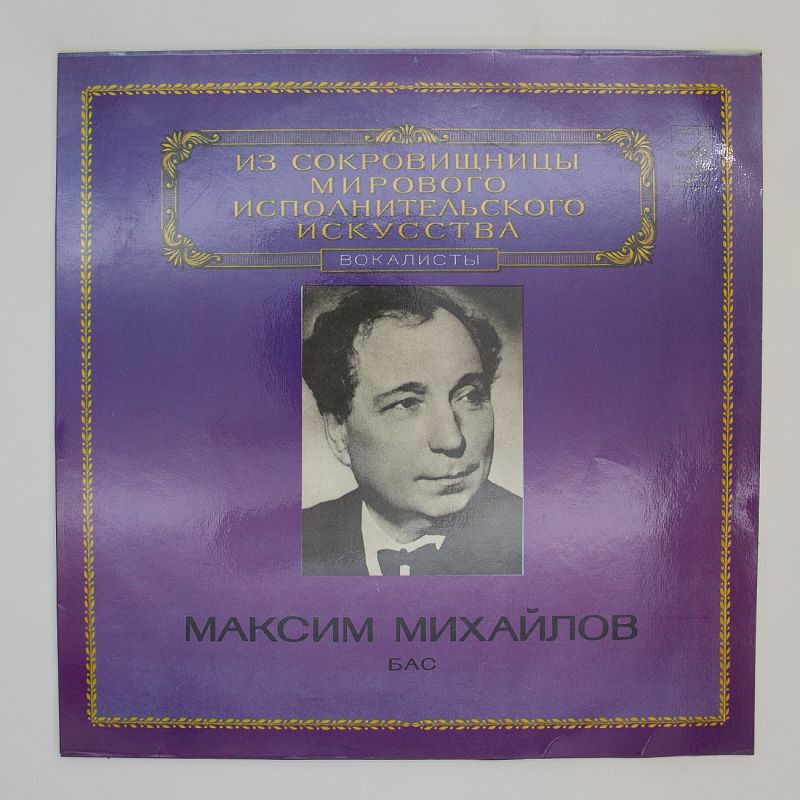 ИЗ СОКРОВИЩНИЦЫ
МИРОВОГО
ИСПОЛНИТЕЛЬСКОГО
ИСКУССТВА
ВОКАЛИСТЫ
МАКСИМ МИХАЙЛОВ
БАС